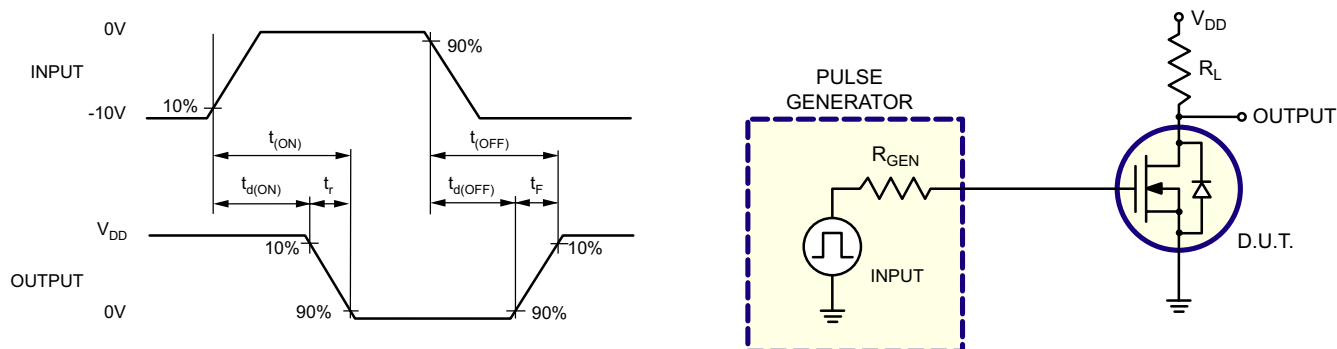 0V
INPUT
-10V
10%
90%
t(ON)
t(OFF)
td(ON)
tr
td(OFF)
tF
VDD
10%
10%
OUTPUT
0V
90%
90%
VDD
RL
PULSE
GENERATOR
OUTPUT
RGEN
INPUT
D.U.T.